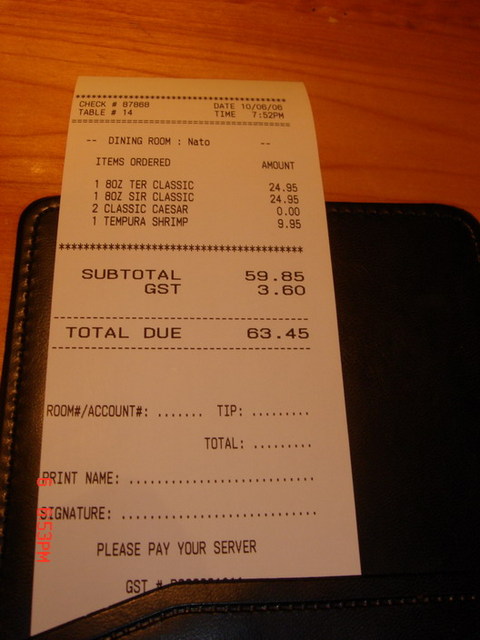 ****************************************
CHECK # 87868 DATE 10/06/06
TABLE # 14 TIME 7:52PM
========================================
-- DINING ROOM : Nato --
ITEMS ORDERED AMOUNT
1 8OZ TER CLASSIC 24.95
1 8OZ SIR CLASSIC 24.95
2 CLASSIC CAESAR 0.00
1 TEMPURA SHRIMP 9.95
****************************************
SUBTOTAL 59.85
GST 3.60
----------------------------------------
TOTAL DUE 63.45
----------------------------------------
ROOM#/ACCOUNT#: ....... TIP: .........
TOTAL: .........
PRINT NAME: ............................
SIGNATURE: .............................
PLEASE PAY YOUR SERVER
GST #
53PM